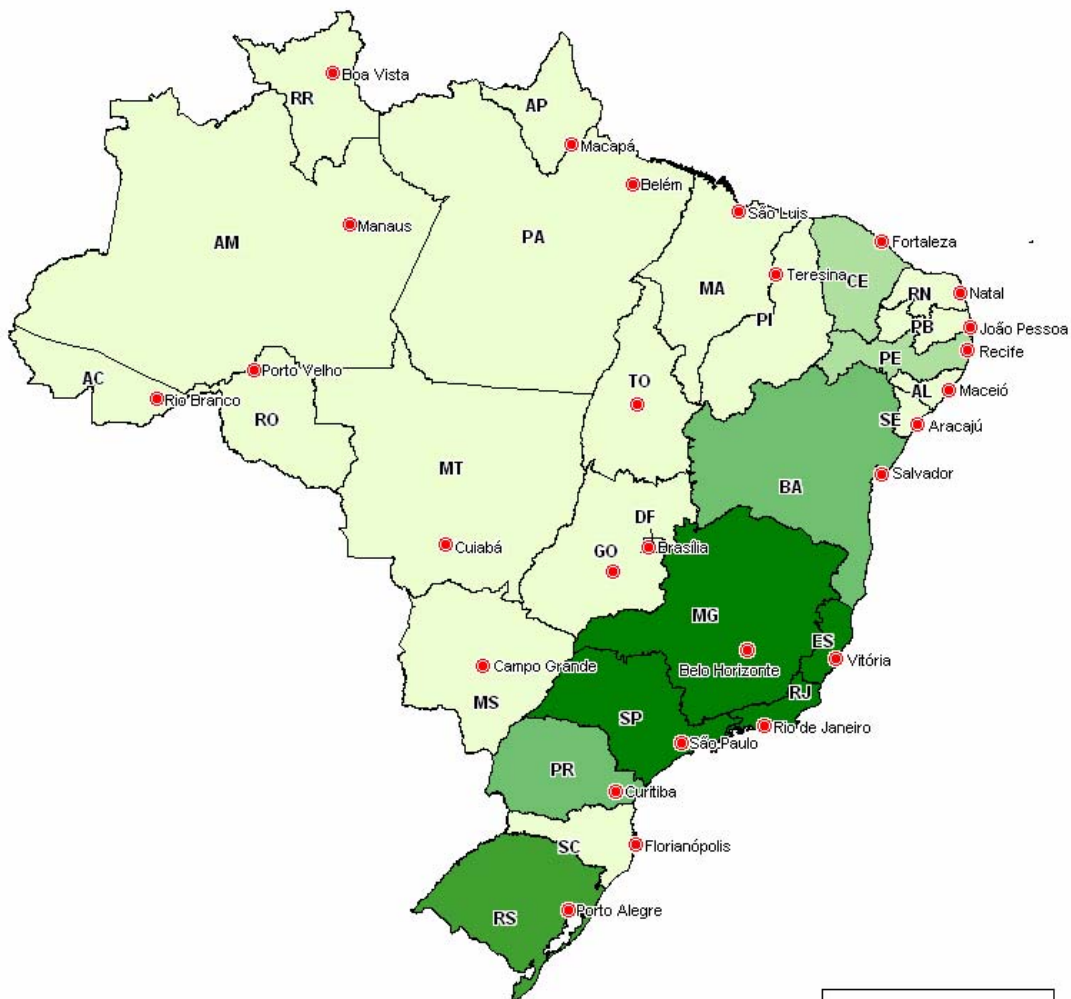 Boa Vista
RR
AP
Macapá
Belém
São Luis
Manaus
Fortaleza
AM
PA
Teresina
CE
MA
RN
Natal
PI
PB
João Pessoa
Recife
PE
Porto Velho
AC
TO
AL
Maceió
Rio Branco
RO
SE
Aracajú
MT
Salvador
BA
DF
Cuiabá
GO
Brasília
MG
ES
Vitória
Campo Grande
Belo Horizonte
RJ
MS
SP
Rio de Janeiro
São Paulo
PR
Curitiba
SC
Florianópolis
RS
Porto Alegre